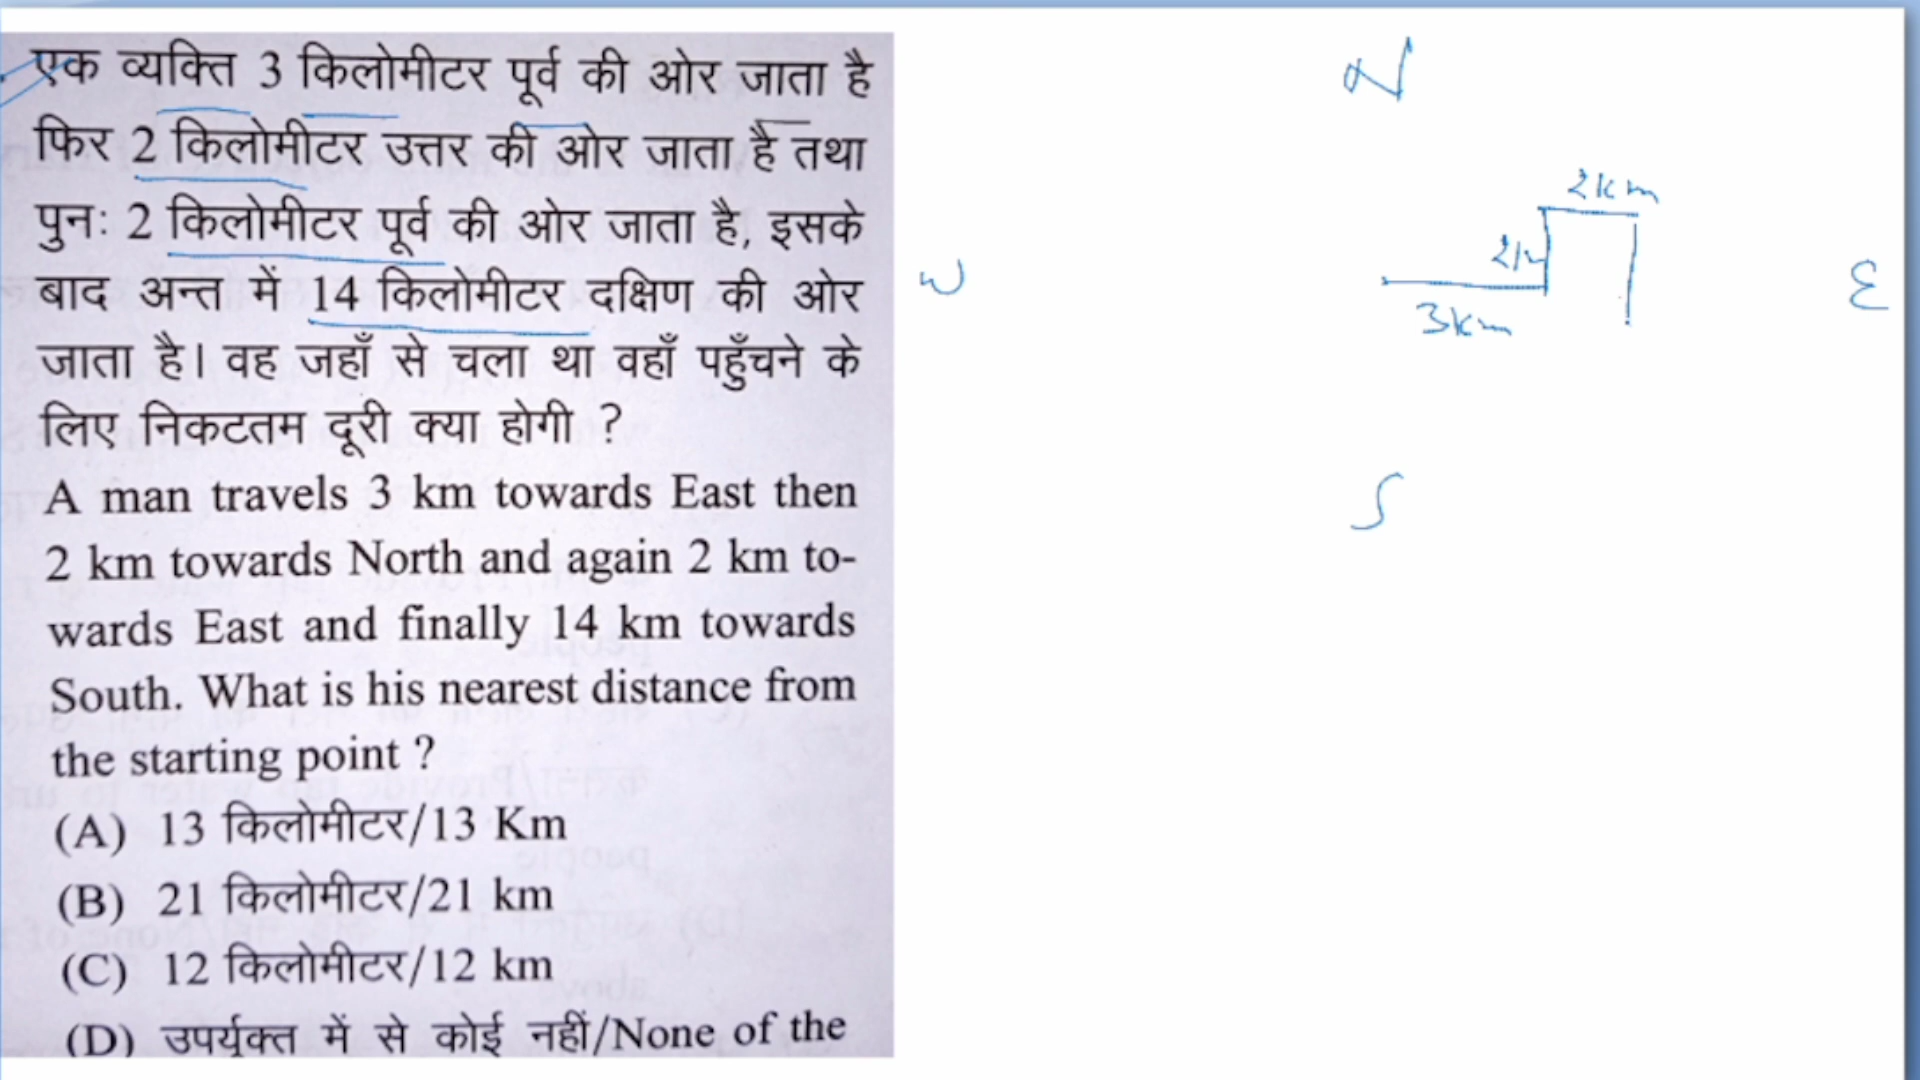 एक व्यक्ति 3 किलोमीटर पूर्व की ओर जाता है
फिर 2 किलोमीटर उत्तर की ओर जाता है तथा
पुनः 2 किलोमीटर पूर्व की ओर जाता है, इसके
बाद अन्त में 14 किलोमीटर दक्षिण की ओर
जाता है। वह जहाँ से चला था वहाँ पहुँचने के
लिए निकटतम दूरी क्या होगी ?
A man travels 3 km towards East then
2 km towards North and again 2 km to-
wards East and finally 14 km towards
South. What is his nearest distance from
the starting point ?
(A) 13 किलोमीटर/13 Km
(B) 21 किलोमीटर/21 km
(C) 12 किलोमीटर/12 km
(D) उपर्युक्त में से कोई नहीं/None of the
N
2km
W
E
3km
S